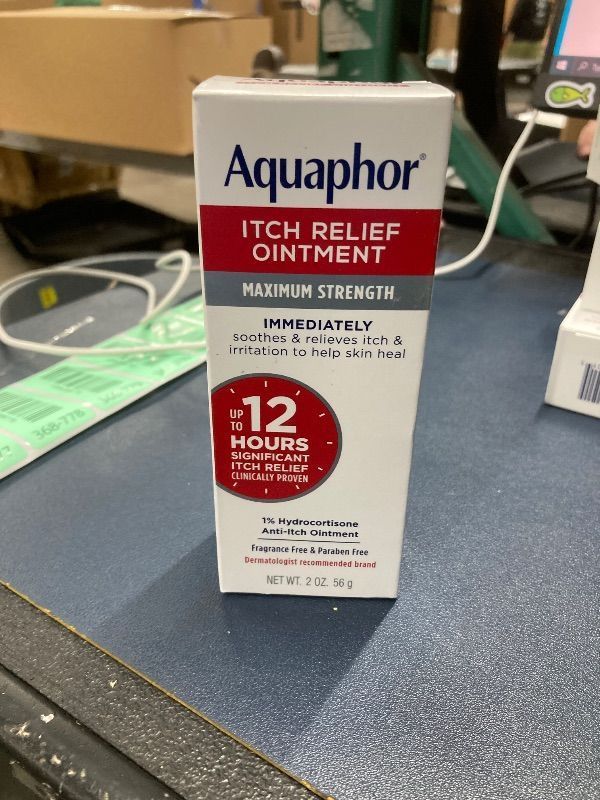 Aquaphor®
ITCH RELIEF
OINTMENT
MAXIMUM STRENGTH
IMMEDIATELY
soothes & relieves itch &
irritation to help skin heal
UP
TO 12
HOURS
SIGNIFICANT
ITCH RELIEF
CLINICALLY PROVEN
1% Hydrocortisone
Anti-Itch Ointment
Fragrance Free & Paraben Free
Dermatologist recommended brand
NET WT. 2 OZ. 56 g
368-778